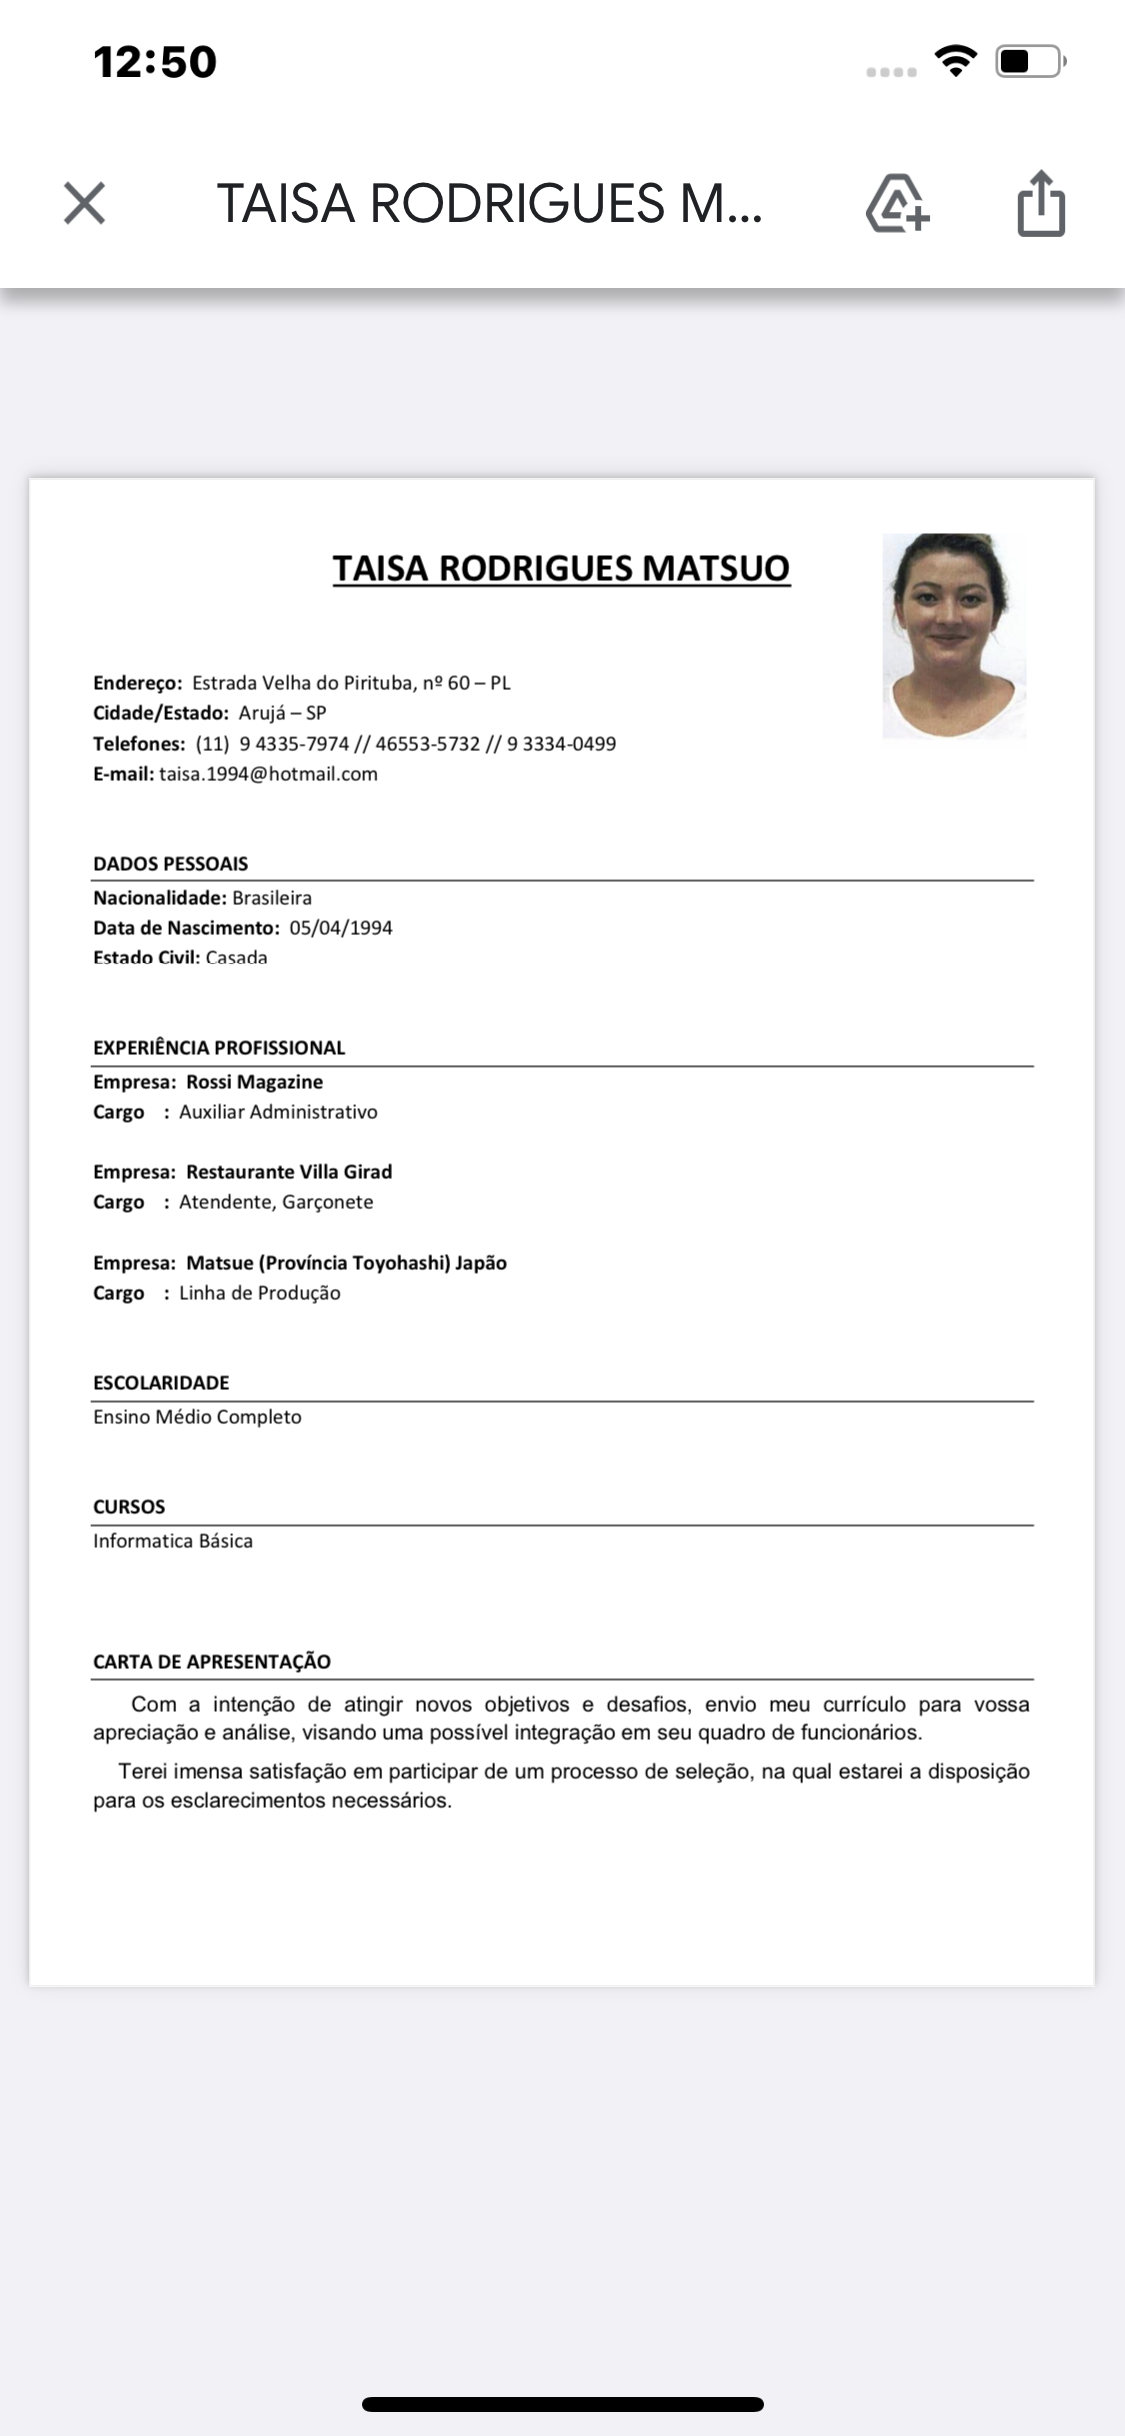 12:50
TAISA RODRIGUES M...
TAISA RODRIGUES MATSUO
Endereço: Estrada Velha do Pirituba, nº 60 – PL
Cidade/Estado: Arujá – SP
Telefones: (11) 9 4335-7974 // 46553-5732 // 9 3334-0499
E-mail: taisa.1994@hotmail.com
DADOS PESSOAIS
Nacionalidade: Brasileira
Data de Nascimento: 05/04/1994
Estado Civil: Casada
EXPERIÊNCIA PROFISSIONAL
Empresa: Rossi Magazine
Cargo : Auxiliar Administrativo
Empresa: Restaurante Villa Girad
Cargo : Atendente, Garçonete
Empresa: Matsue (Província Toyohashi) Japão
Cargo : Linha de Produção
ESCOLARIDADE
Ensino Médio Completo
CURSOS
Informatica Básica
CARTA DE APRESENTAÇÃO
Com a intenção de atingir novos objetivos e desafios, envio meu currículo para vossa
apreciação e análise, visando uma possível integração em seu quadro de funcionários.
Terei imensa satisfação em participar de um processo de seleção, na qual estarei a disposição
para os esclarecimentos necessários.